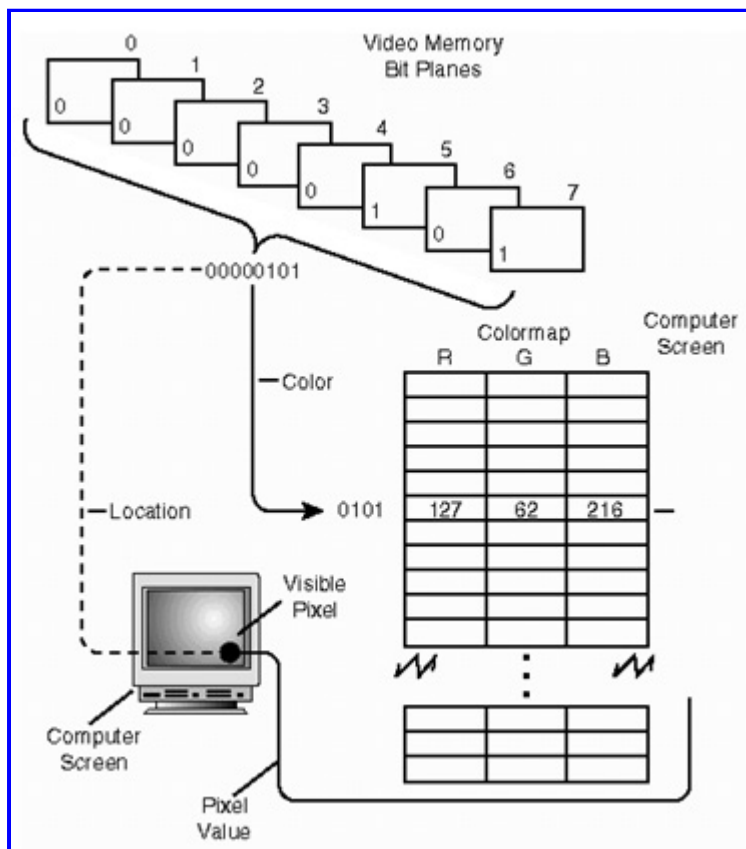 Video Memory
Bit Planes
0
1
2
3
4
5
6
7
0
0
0
0
0
1
0
1
00000101
Computer
Screen
Colormap
R G B
Color
0101 127 62 216
Location
Visible
Pixel
Computer
Screen
Pixel
Value